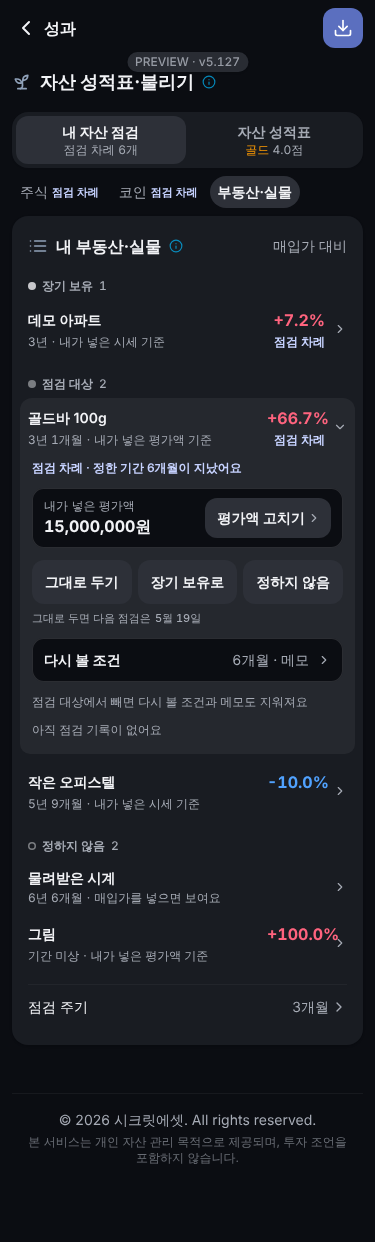 성과
PREVIEW · v5.127
자산 성적표·불리기
내 자산 점검
점검 차례 6개
자산 성적표
골드 4.0점
주식 점검 차례
코인 점검 차례
부동산·실물
내 부동산·실물
매입가 대비
장기 보유 1
데모 아파트
+7.2%
3년 · 내가 넣은 시세 기준
점검 차례
점검 대상 2
골드바 100g
+66.7%
3년 1개월 · 내가 넣은 평가액 기준
점검 차례
점검 차례 · 정한 기간 6개월이 지났어요
내가 넣은 평가액
15,000,000원
평가액 고치기
그대로 두기
장기 보유로
정하지 않음
그대로 두면 다음 점검은 5월 19일
다시 볼 조건
6개월 · 메모
점검 대상에서 빼면 다시 볼 조건과 메모도 지워져요
아직 점검 기록이 없어요
작은 오피스텔
-10.0%
5년 9개월 · 내가 넣은 시세 기준
정하지 않음 2
물려받은 시계
6년 6개월 · 매입가를 넣으면 보여요
그림
+100.0%
기간 미상 · 내가 넣은 평가액 기준
점검 주기
3개월
© 2026 시크릿에셋. All rights reserved.
본 서비스는 개인 자산 관리 목적으로 제공되며, 투자 조언을
포함하지 않습니다.